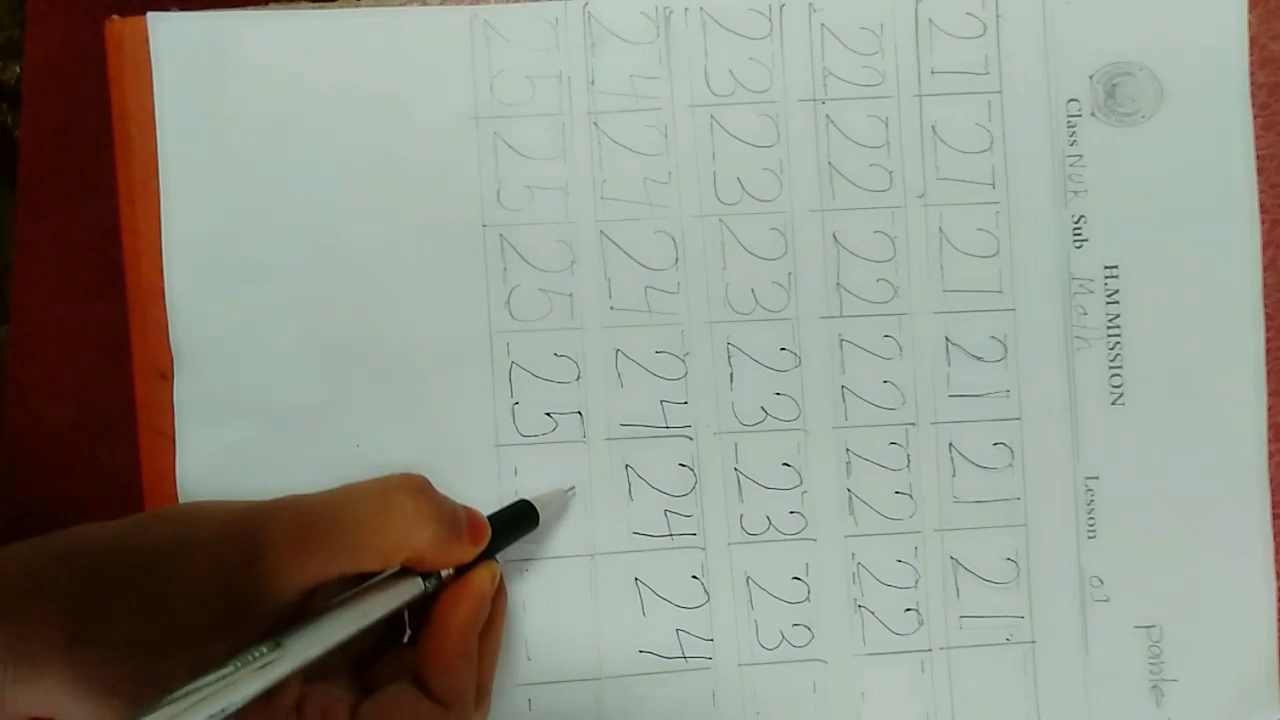 H.M MISSION
Class Nuk Sub Math Lesson 01
21 21 21 21 21 21
22 22 22 22 22 22
23 23 23 23 23 23
24 24 24 24 24 24
25 25 25 25